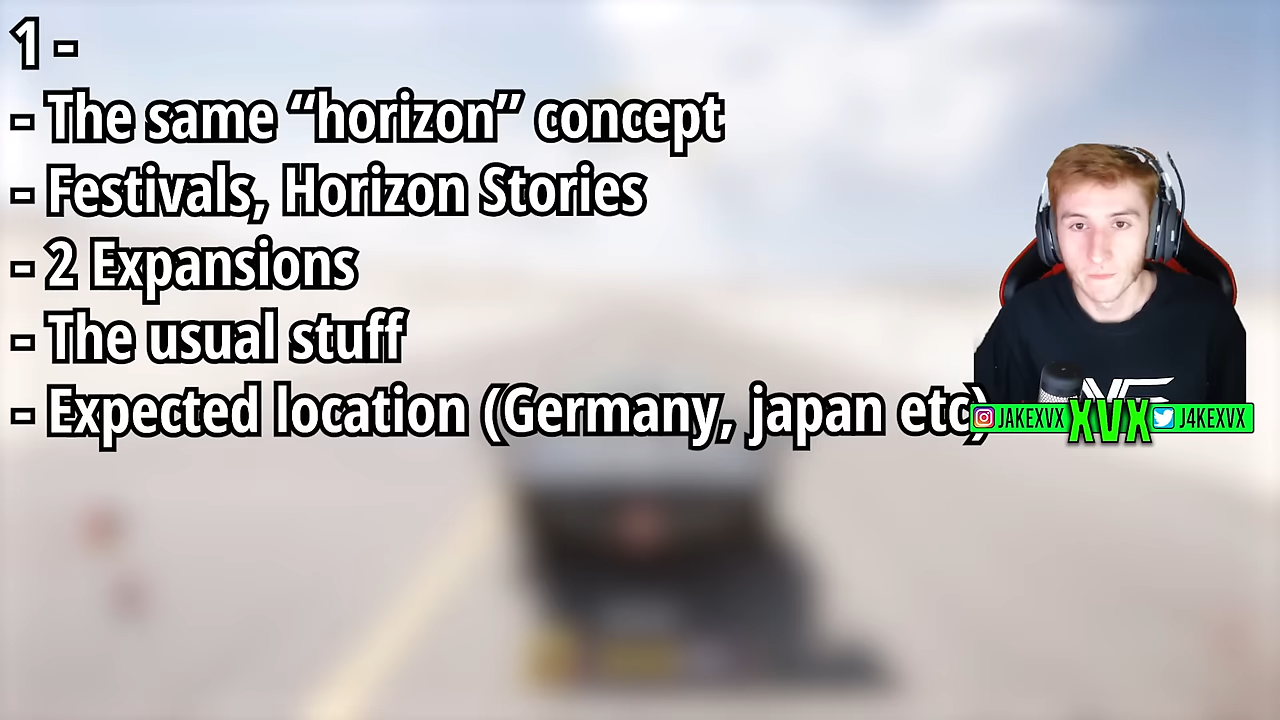 1 -
- The same “horizon” concept
- Festivals, Horizon Stories
- 2 Expansions
- The usual stuff
- Expected location (Germany, japan etc)
JAKEXVX XVX J4KEXVX